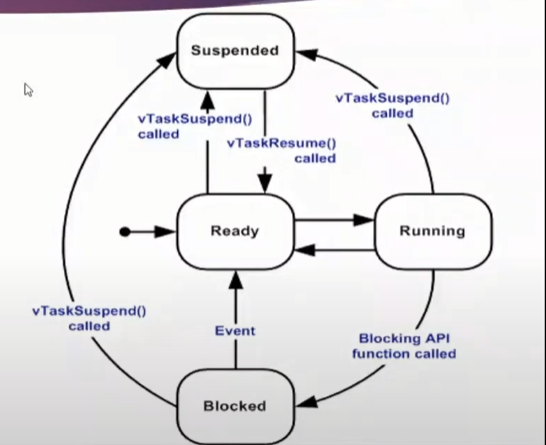 Suspended
vTaskSuspend()
called
vTaskSuspend()
called
vTaskResume()
called
Ready
Running
vTaskSuspend()
called
Event
Blocking API
function called
Blocked